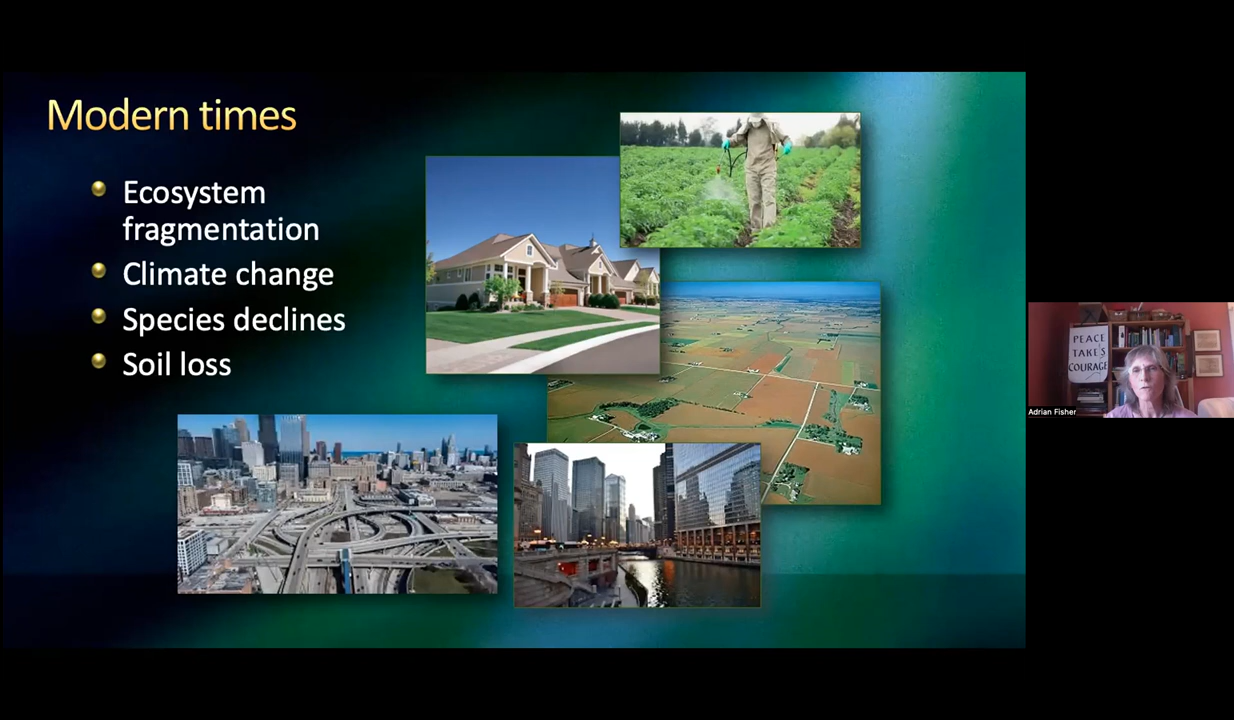 Modern times
Ecosystem
fragmentation
Climate change
Species declines
Soil loss
PEACE
TAKES
COURAGE
Adrian Fisher